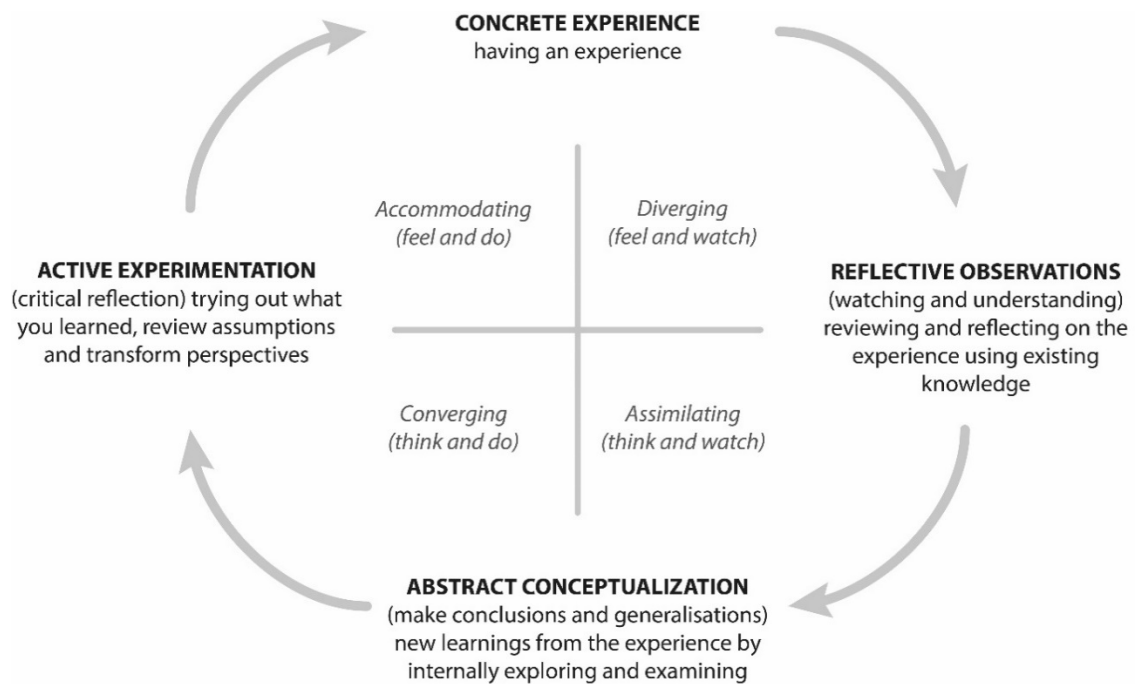 CONCRETE EXPERIENCE
having an experience
Accommodating
(feel and do)
Diverging
(feel and watch)
ACTIVE EXPERIMENTATION
(critical reflection) trying out what
you learned, review assumptions
and transform perspectives
REFLECTIVE OBSERVATIONS
(watching and understanding)
reviewing and reflecting on the
experience using existing
knowledge
Converging
(think and do)
Assimilating
(think and watch)
ABSTRACT CONCEPTUALIZATION
(make conclusions and generalisations)
new learnings from the experience by
internally exploring and examining